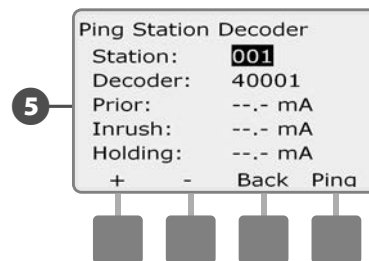 Ping Station Decoder
Station: 001
Decoder: 40001
5
Prior: --.- mA
Inrush: --.- mA
Holding: --.- mA
+ - Back Ping